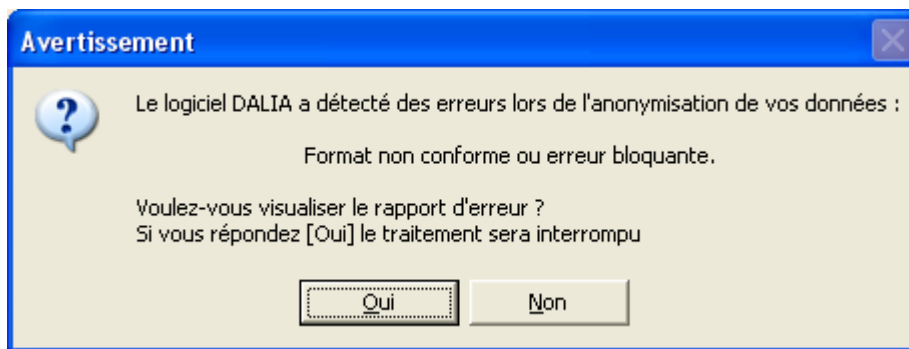 Avertissement
Le logiciel DALIA a détecté des erreurs lors de l'anonymisation de vos données :
Format non conforme ou erreur bloquante.
Voulez-vous visualiser le rapport d'erreur ?
Si vous répondez [Oui] le traitement sera interrompu
Oui
Non